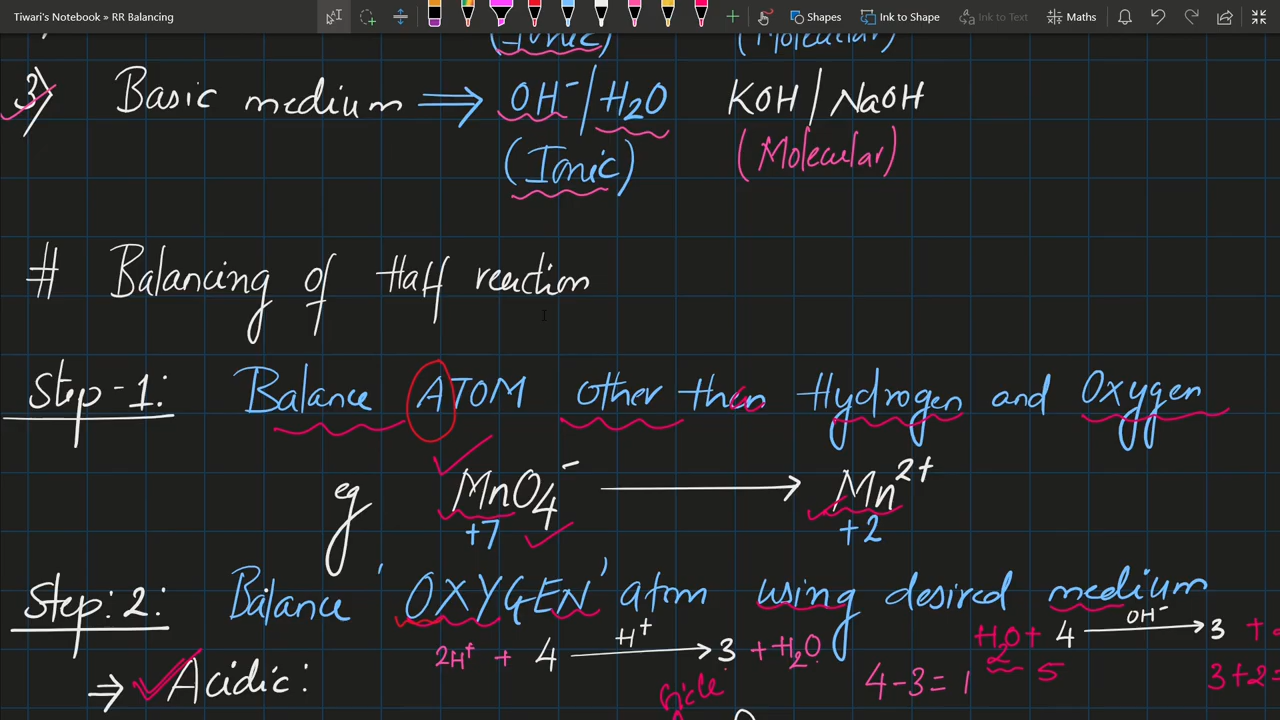 Tiwari's Notebook » RR Balancing
Shapes Ink to Shape Ink to Text Maths
(Ionic) (Molecular)
3) Basic medium ⟹ OH⁻ / H2O KOH / NaOH
(Ionic) (Molecular)
# Balancing of Half reaction
Step-1: Balance ATOM other than Hydrogen and Oxygen
eg MnO4⁻ ⟶ Mn²⁺
+7 +2
Step: 2: Balance 'OXYGEN' atom using desired medium
2H⁺ + 4 —H⁺→ 3 + H2O H2O + 4 —OH⁻→ 3 +
⇒ Acidic: 4-3=1 2 5 3+2=